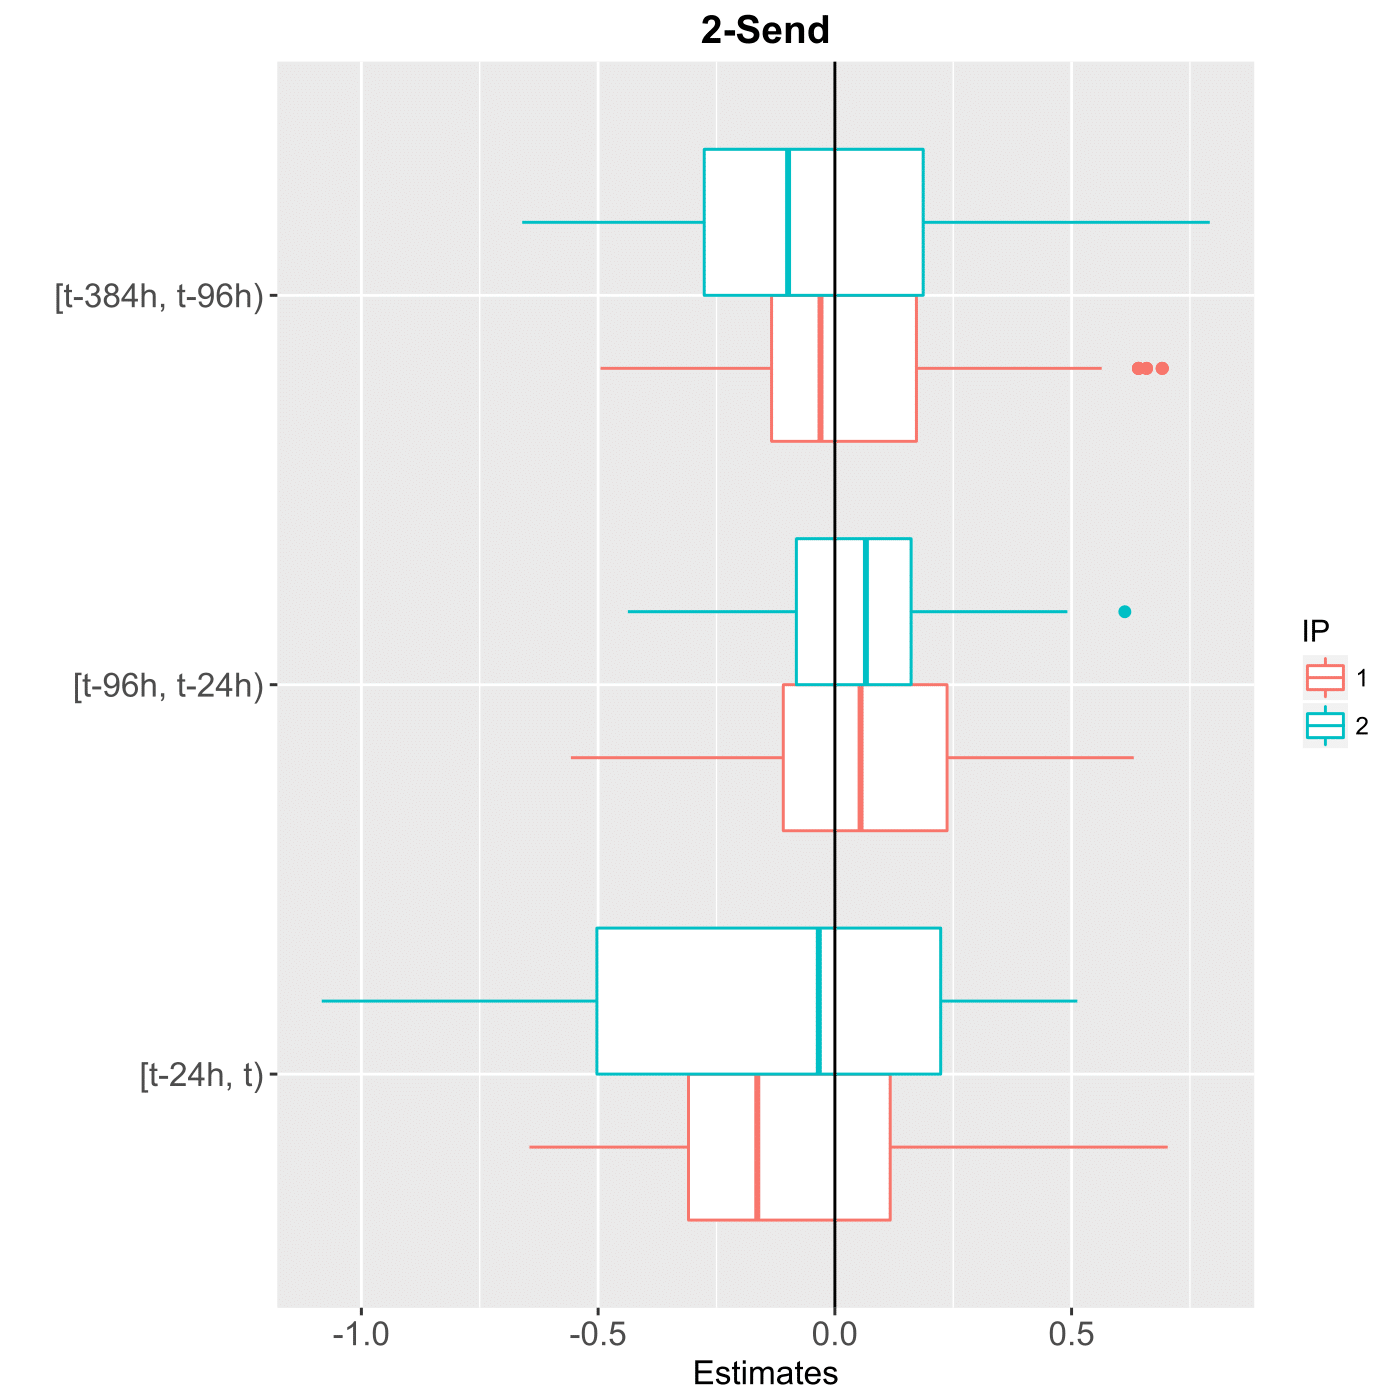 2-Send
[t-384h, t-96h)
[t-96h, t-24h)
[t-24h, t)
-1.0
-0.5
0.0
0.5
Estimates
IP
1
2